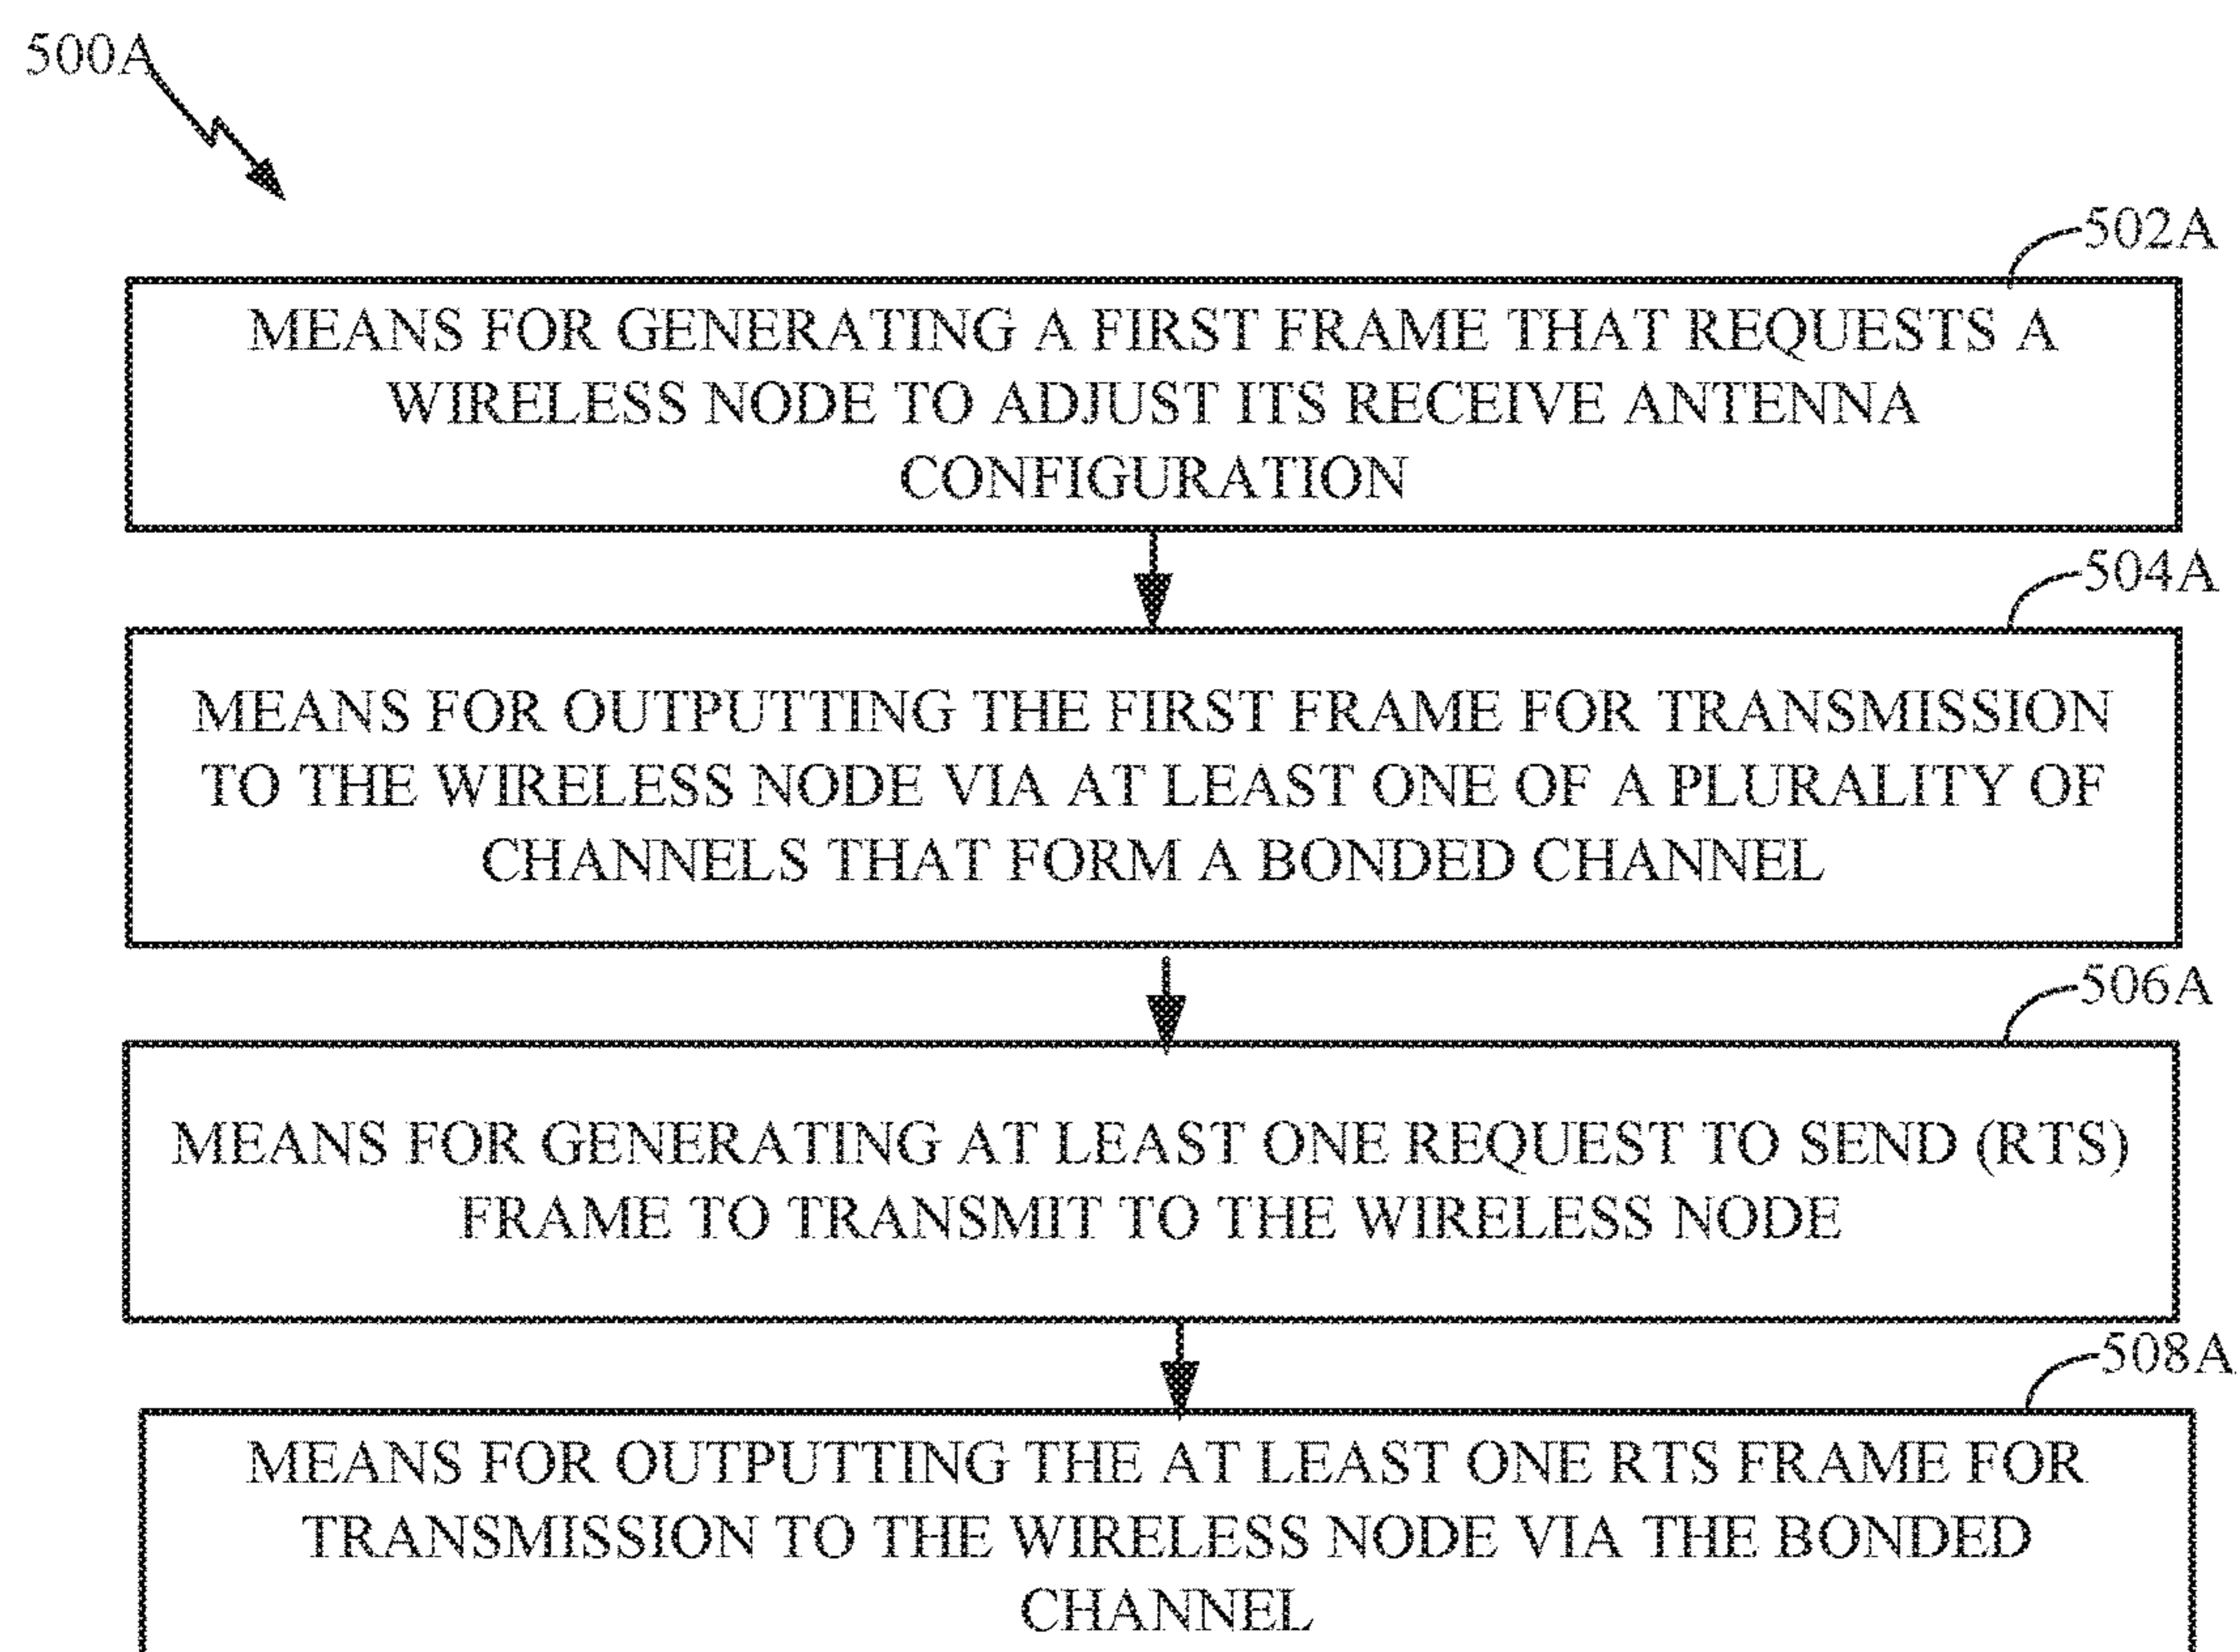 500A
502A
MEANS FOR GENERATING A FIRST FRAME THAT REQUESTS A
WIRELESS NODE TO ADJUST ITS RECEIVE ANTENNA
CONFIGURATION
504A
MEANS FOR OUTPUTTING THE FIRST FRAME FOR TRANSMISSION
TO THE WIRELESS NODE VIA AT LEAST ONE OF A PLURALITY OF
CHANNELS THAT FORM A BONDED CHANNEL
506A
MEANS FOR GENERATING AT LEAST ONE REQUEST TO SEND (RTS)
FRAME TO TRANSMIT TO THE WIRELESS NODE
508A
MEANS FOR OUTPUTTING THE AT LEAST ONE RTS FRAME FOR
TRANSMISSION TO THE WIRELESS NODE VIA THE BONDED
CHANNEL